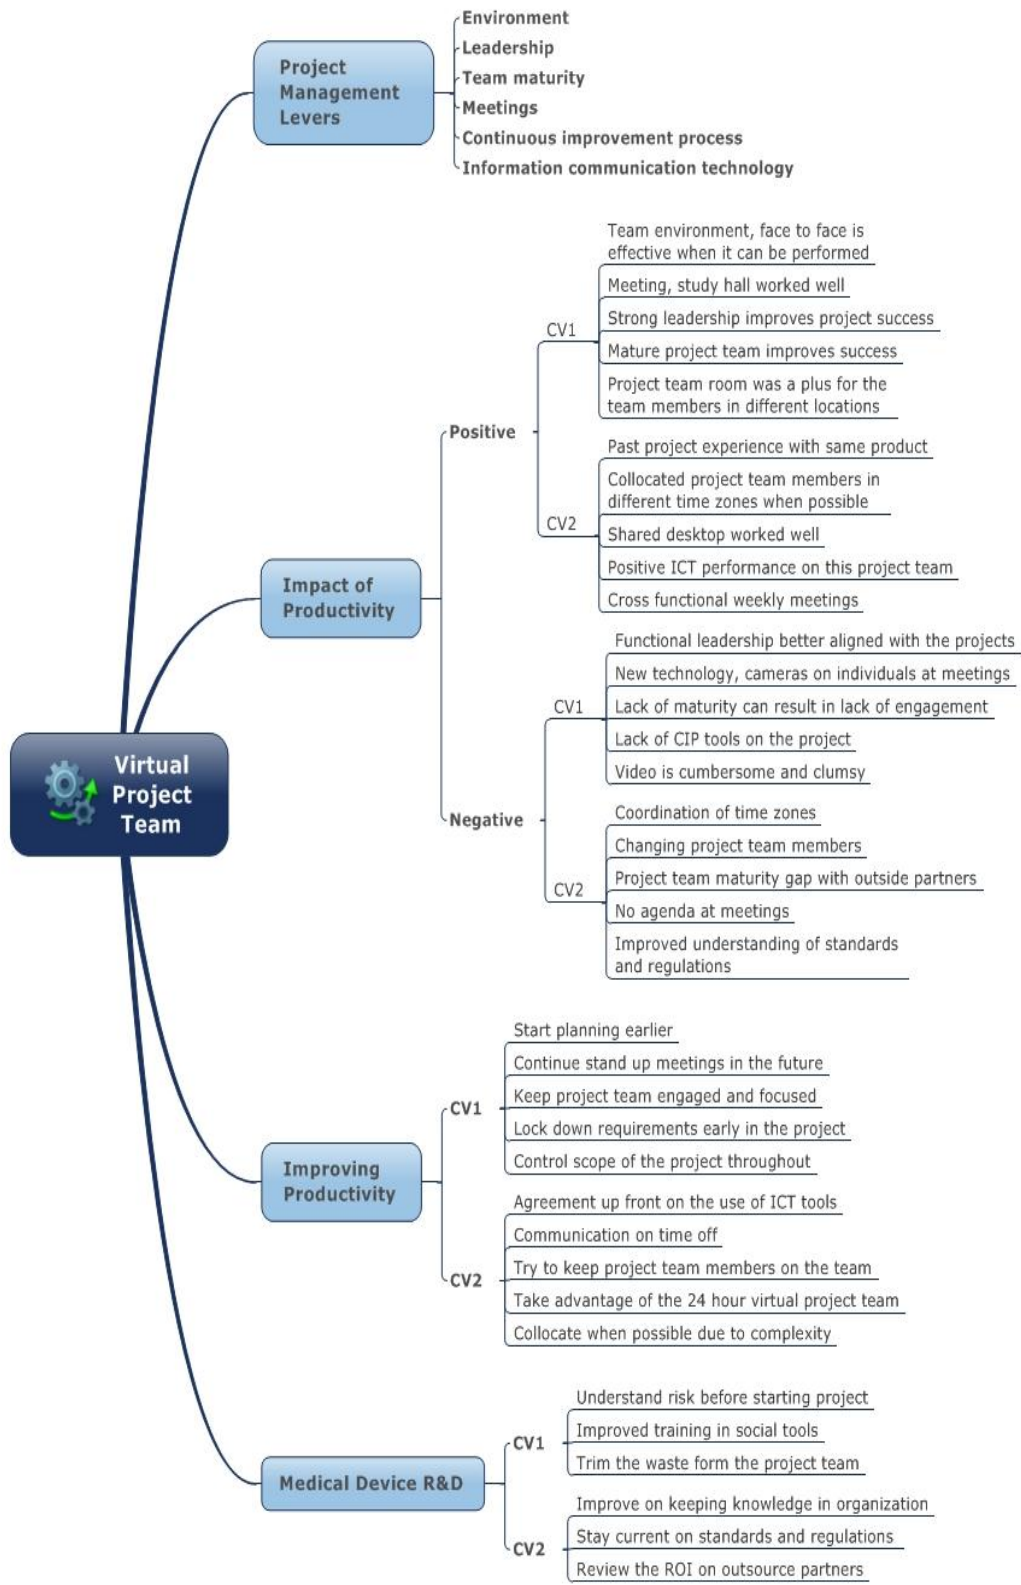 Virtual
Project
Team
Project
Management
Levers
Environment
Leadership
Team maturity
Meetings
Continuous improvement process
Information communication technology
Impact of
Productivity
Positive
CV1
Team environment, face to face is
effective when it can be performed
Meeting, study hall worked well
Strong leadership improves project success
Mature project team improves success
Project team room was a plus for the
team members in different locations
CV2
Past project experience with same product
Collocated project team members in
different time zones when possible
Shared desktop worked well
Positive ICT performance on this project team
Cross functional weekly meetings
Negative
CV1
Functional leadership better aligned with the projects
New technology, cameras on individuals at meetings
Lack of maturity can result in lack of engagement
Lack of CIP tools on the project
Video is cumbersome and clumsy
CV2
Coordination of time zones
Changing project team members
Project team maturity gap with outside partners
No agenda at meetings
Improved understanding of standards
and regulations
Improving
Productivity
CV1
Start planning earlier
Continue stand up meetings in the future
Keep project team engaged and focused
Lock down requirements early in the project
Control scope of the project throughout
CV2
Agreement up front on the use of ICT tools
Communication on time off
Try to keep project team members on the team
Take advantage of the 24 hour virtual project team
Collocate when possible due to complexity
Medical Device R&D
CV1
Understand risk before starting project
Improved training in social tools
Trim the waste form the project team
CV2
Improve on keeping knowledge in organization
Stay current on standards and regulations
Review the ROI on outsource partners